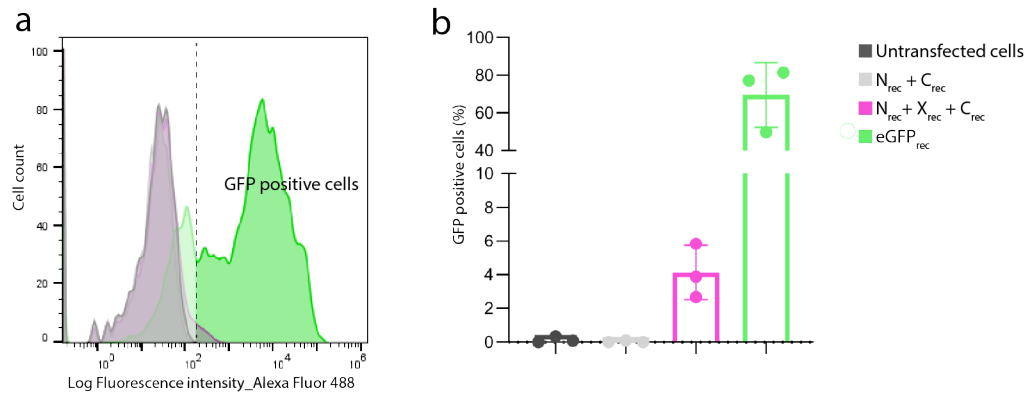 a
100
80
60
40
20
0
Cell count
GFP positive cells
10⁰
10²
10⁴
10⁶
Log Fluorescence intensity_Alexa Fluor 488
b
100
80
60
40
10
8
6
4
2
0
GFP positive cells (%)
Untransfected cells
Nrec + Crec
Nrec + Xrec + Crec
eGFPrec